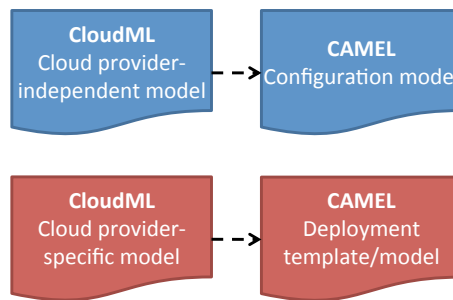 CloudML
Cloud provider-
independent model
CAMEL
Configuration mode
CloudML
Cloud provider-
specific model
CAMEL
Deployment
template/model